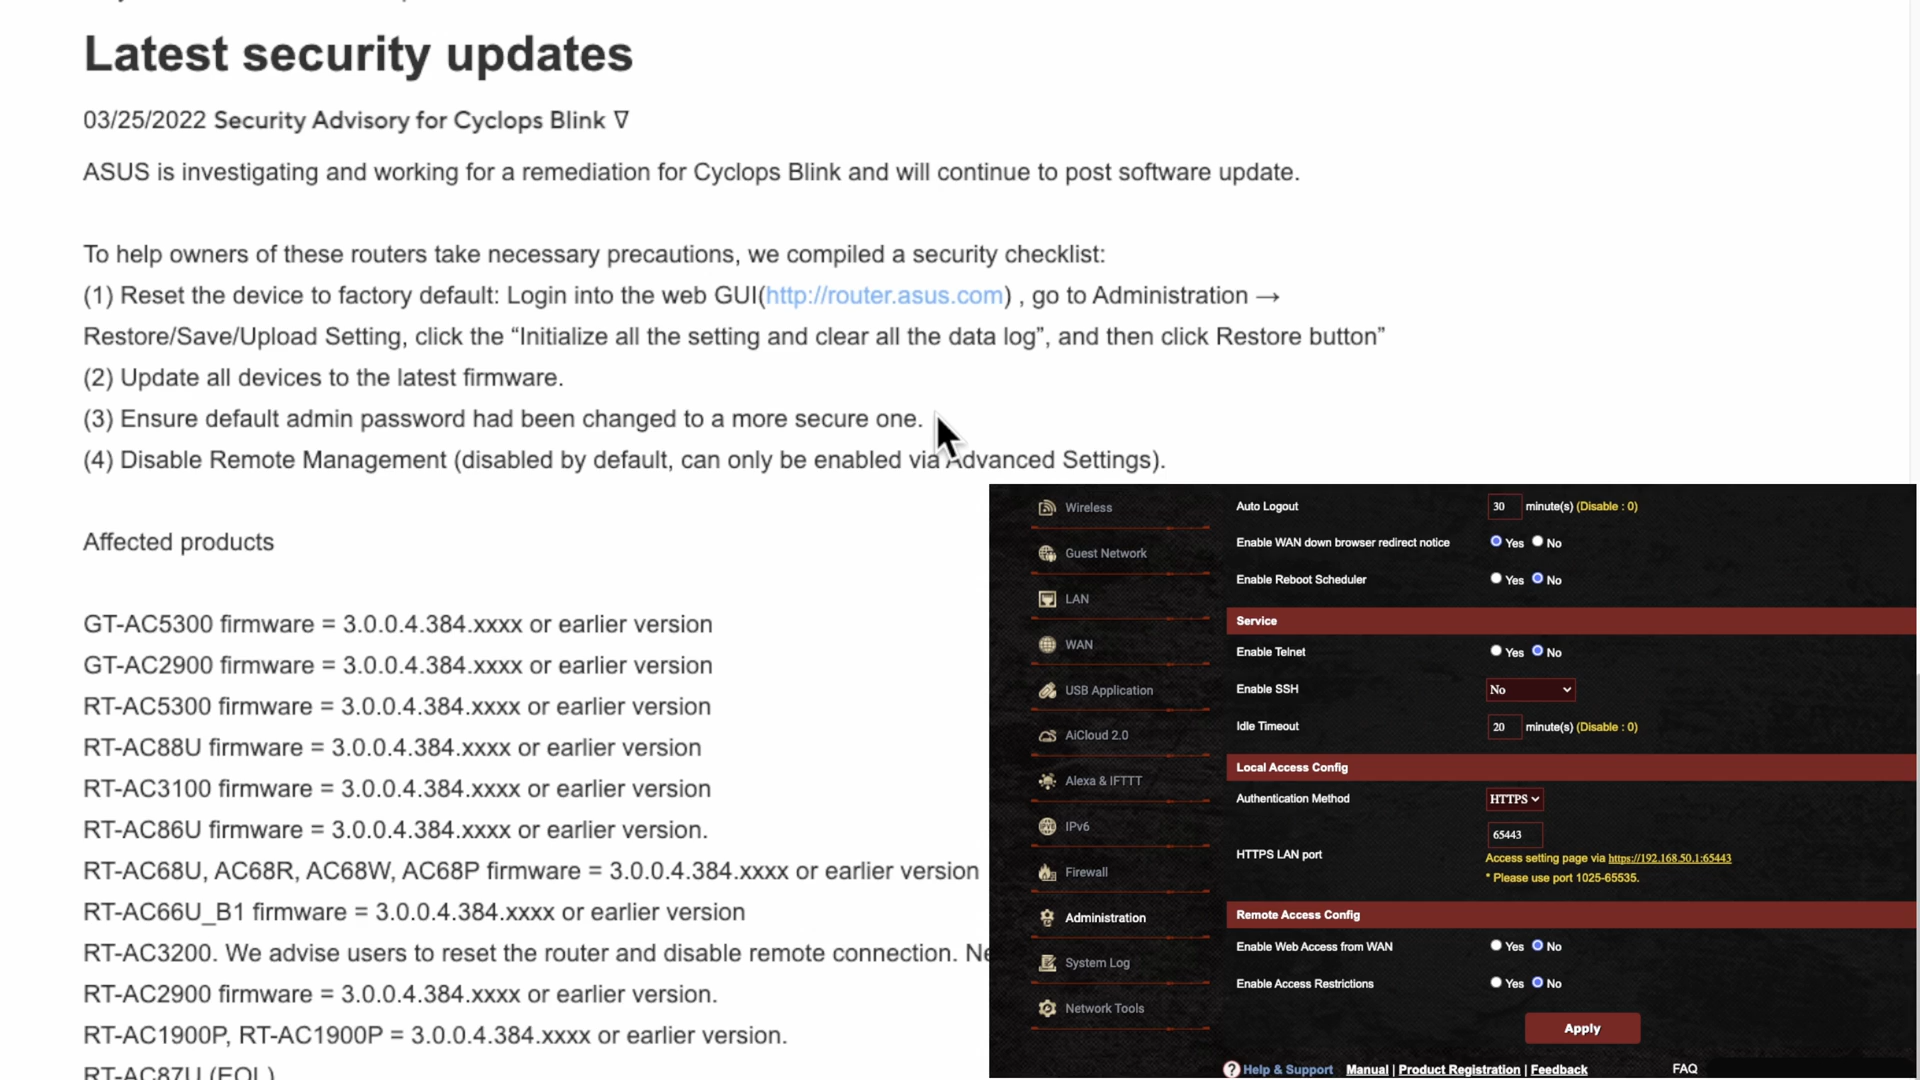 Latest security updates
03/25/2022 Security Advisory for Cyclops Blink ∇
ASUS is investigating and working for a remediation for Cyclops Blink and will continue to post software update.
To help owners of these routers take necessary precautions, we compiled a security checklist:
(1) Reset the device to factory default: Login into the web GUI(http://router.asus.com) , go to Administration →
Restore/Save/Upload Setting, click the “Initialize all the setting and clear all the data log”, and then click Restore button”
(2) Update all devices to the latest firmware.
(3) Ensure default admin password had been changed to a more secure one.
(4) Disable Remote Management (disabled by default, can only be enabled via Advanced Settings).
Affected products
GT-AC5300 firmware = 3.0.0.4.384.xxxx or earlier version
GT-AC2900 firmware = 3.0.0.4.384.xxxx or earlier version
RT-AC5300 firmware = 3.0.0.4.384.xxxx or earlier version
RT-AC88U firmware = 3.0.0.4.384.xxxx or earlier version
RT-AC3100 firmware = 3.0.0.4.384.xxxx or earlier version
RT-AC86U firmware = 3.0.0.4.384.xxxx or earlier version.
RT-AC68U, AC68R, AC68W, AC68P firmware = 3.0.0.4.384.xxxx or earlier version
RT-AC66U_B1 firmware = 3.0.0.4.384.xxxx or earlier version
RT-AC3200. We advise users to reset the router and disable remote connection.
RT-AC2900 firmware = 3.0.0.4.384.xxxx or earlier version.
RT-AC1900P, RT-AC1900P = 3.0.0.4.384.xxxx or earlier version.
RT-AC87U (EOL)
Wireless
Guest Network
LAN
WAN
USB Application
AiCloud 2.0
Alexa & IFTTT
IPv6
Firewall
Administration
System Log
Network Tools
Auto Logout 30 minute(s) (Disable : 0)
Enable WAN down browser redirect notice Yes No
Enable Reboot Scheduler Yes No
Service
Enable Telnet Yes No
Enable SSH No
Idle Timeout 20 minute(s) (Disable : 0)
Local Access Config
Authentication Method HTTPS
65443
HTTPS LAN port
Access setting page via https://192.168.50.1:65443
* Please use port 1025-65535.
Remote Access Config
Enable Web Access from WAN Yes No
Enable Access Restrictions Yes No
Apply
? Help & Support Manual | Product Registration | Feedback FAQ